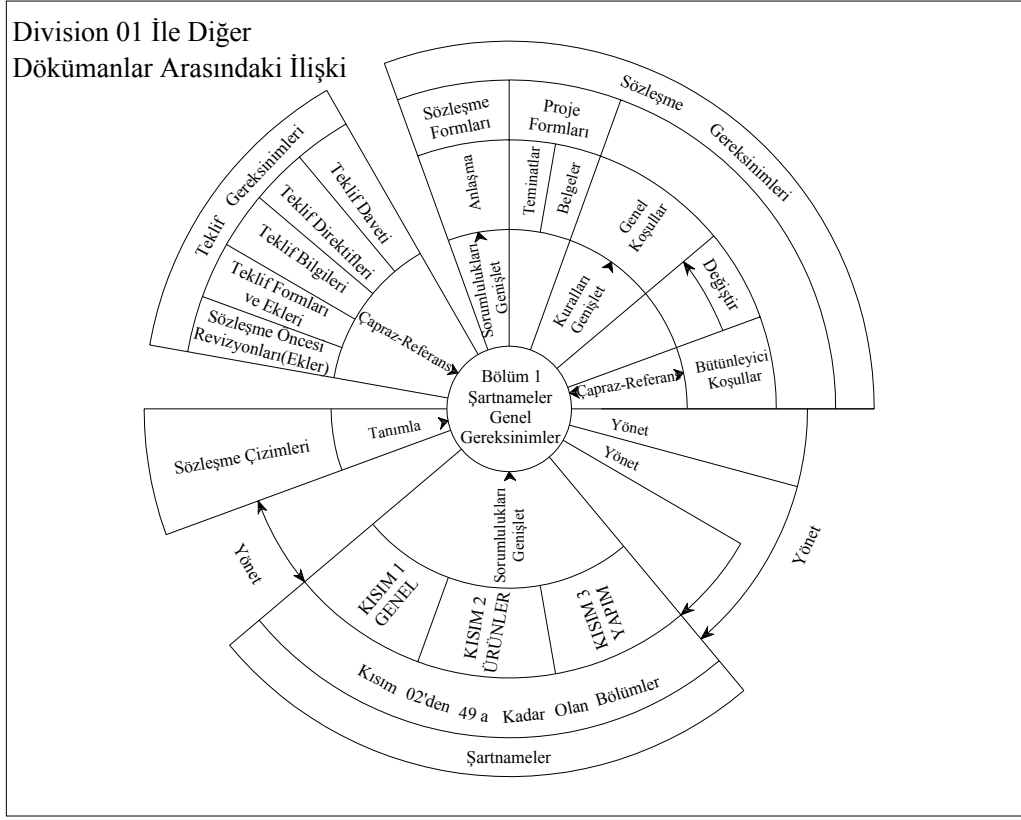 Division 01 İle Diğer
Dökümanlar Arasındaki İlişki
Teklif Gereksinimleri
Teklif Daveti
Teklif Direktifleri
Teklif Bilgileri
Teklif Formları
ve Ekleri
Sözleşme Öncesi
Revizyonları(Ekler)
Çapraz-Referans
Sözleşme Gereksinimleri
Sözleşme
Formları
Proje
Formları
Anlaşma
Teminatlar
Belgeler
Genel
Koşullar
Sorumlulukları
Genişlet
Kuralları
Genişlet
Değiştir
Bütünleyici
Koşullar
Çapraz-Referans
Bölüm 1
Şartnameler
Genel
Gereksinimler
Sözleşme Çizimleri
Tanımla
Yönet
Yönet
Yönet
Yönet
Sorumlulukları
Genişlet
KISIM 1
GENEL
KISIM 2
ÜRÜNLER
KISIM 3
YAPIM
Kısım 02'den 49 a Kadar Olan Bölümler
Şartnameler